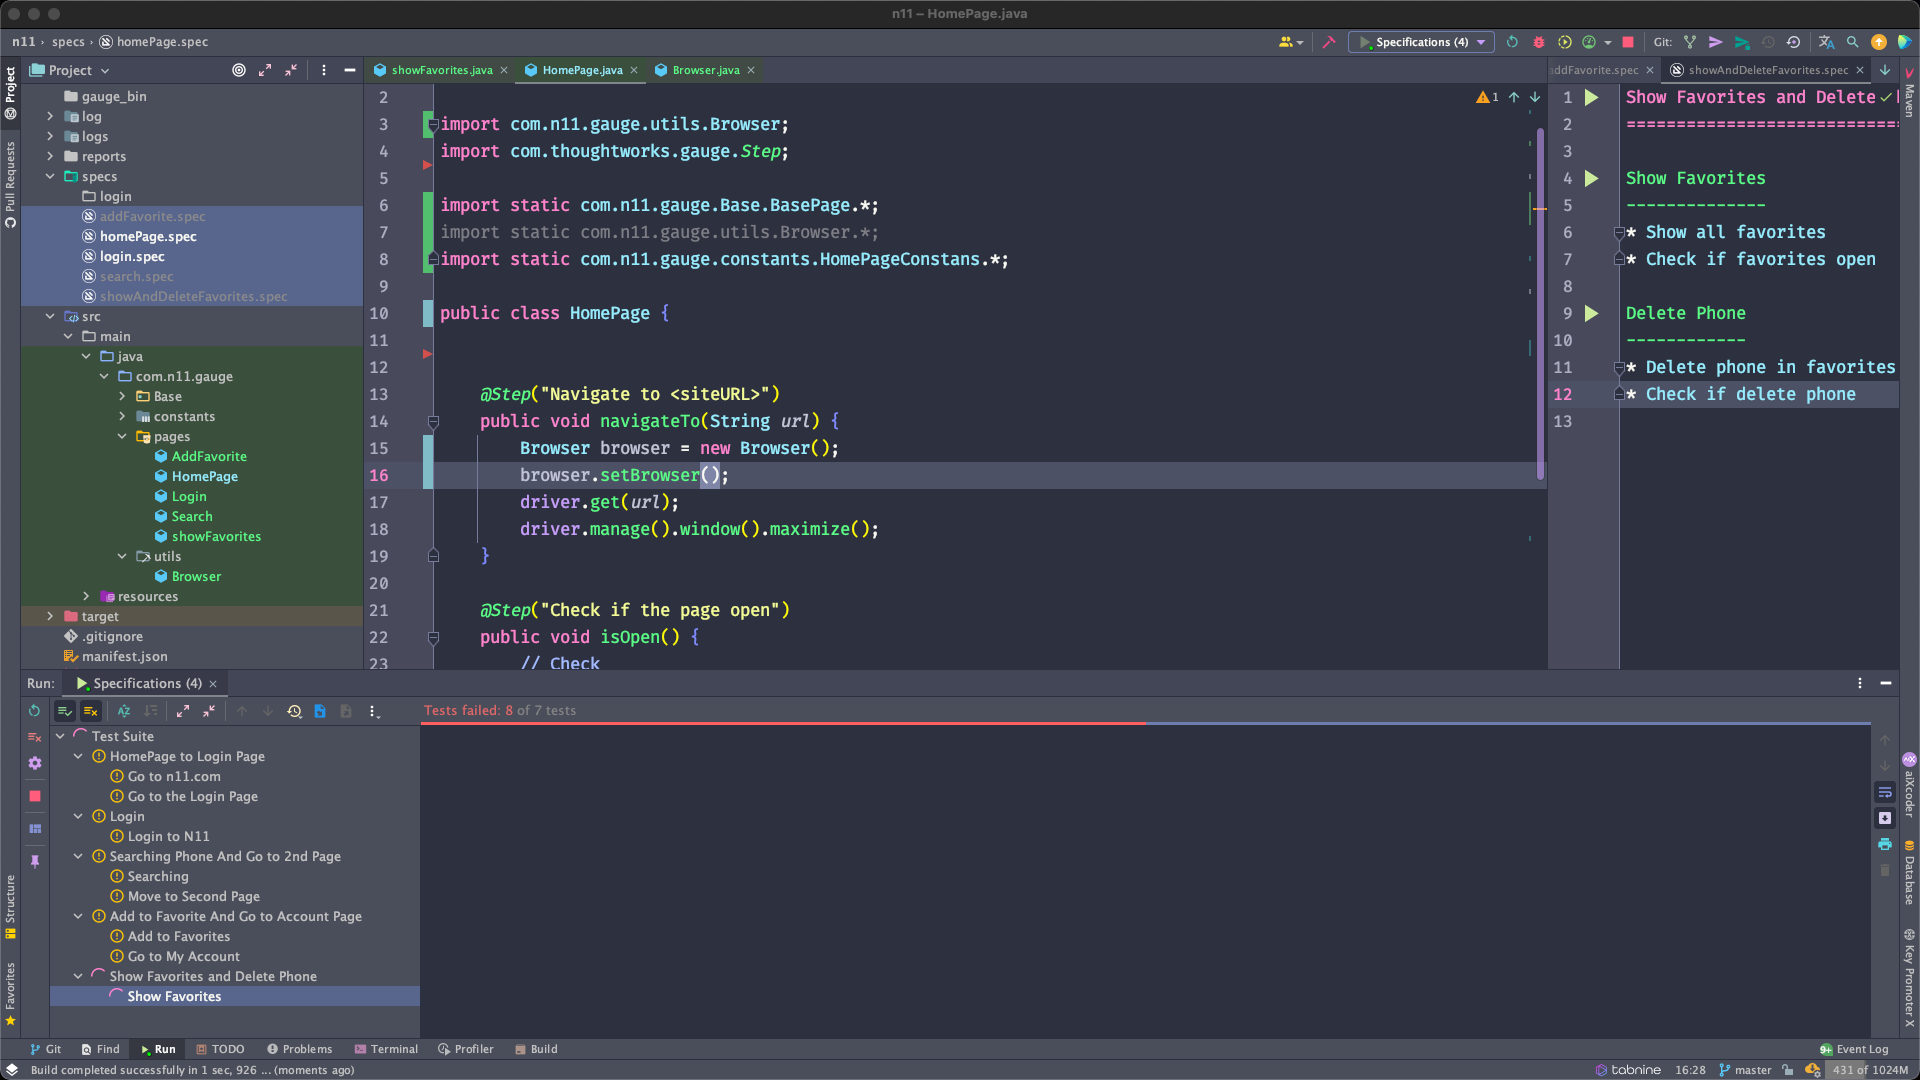 n11 – HomePage.java
n11 › specs › homePage.spec
Specifications (4)
Git:
Project
showFavorites.java
HomePage.java
Browser.java
addFavorite.spec
showAndDeleteFavorites.spec
Project
Pull Requests
Structure
Favorites
Maven
aiXcoder
Database
Key Promoter X
gauge_bin
log
logs
reports
specs
login
addFavorite.spec
homePage.spec
login.spec
search.spec
showAndDeleteFavorites.spec
src
main
java
com.n11.gauge
Base
constants
pages
AddFavorite
HomePage
Login
Search
showFavorites
utils
Browser
resources
target
.gitignore
manifest.json
1
2
3 import com.n11.gauge.utils.Browser;
4 import com.thoughtworks.gauge.Step;
5
6 import static com.n11.gauge.Base.BasePage.*;
7 import static com.n11.gauge.utils.Browser.*;
8 import static com.n11.gauge.constants.HomePageConstans.*;
9
10 public class HomePage {
11
12
13 @Step("Navigate to <siteURL>")
14 public void navigateTo(String url) {
15 Browser browser = new Browser();
16 browser.setBrowser();
17 driver.get(url);
18 driver.manage().window().maximize();
19 }
20
21 @Step("Check if the page open")
22 public void isOpen() {
23 // Check
1 Show Favorites and Delete
2 ===========================
3
4 Show Favorites
5 --------------
6 * Show all favorites
7 * Check if favorites open
8
9 Delete Phone
10 ------------
11 * Delete phone in favorites
12 * Check if delete phone
13
Run: Specifications (4)
Tests failed: 8 of 7 tests
Test Suite
HomePage to Login Page
Go to n11.com
Go to the Login Page
Login
Login to N11
Searching Phone And Go to 2nd Page
Searching
Move to Second Page
Add to Favorite And Go to Account Page
Add to Favorites
Go to My Account
Show Favorites and Delete Phone
Show Favorites
Git Find Run TODO Problems Terminal Profiler Build
9+ Event Log
Build completed successfully in 1 sec, 926 ... (moments ago)
tabnine 16:28 master 431 of 1024M